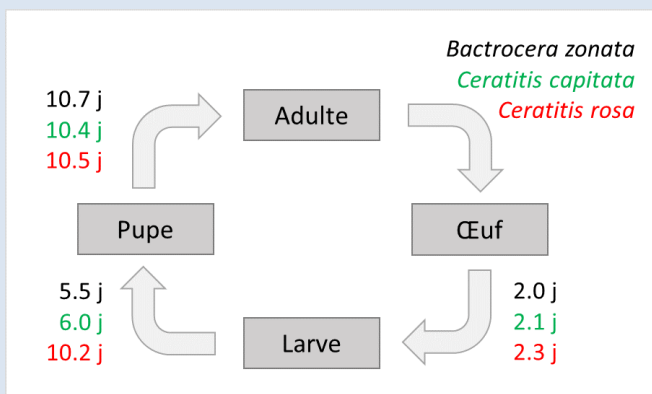 Bactrocera zonata
Ceratitis capitata
Ceratitis rosa
10.7 j
10.4 j
10.5 j
Adulte
Pupe
Œuf
5.5 j
6.0 j
10.2 j
Larve
2.0 j
2.1 j
2.3 j